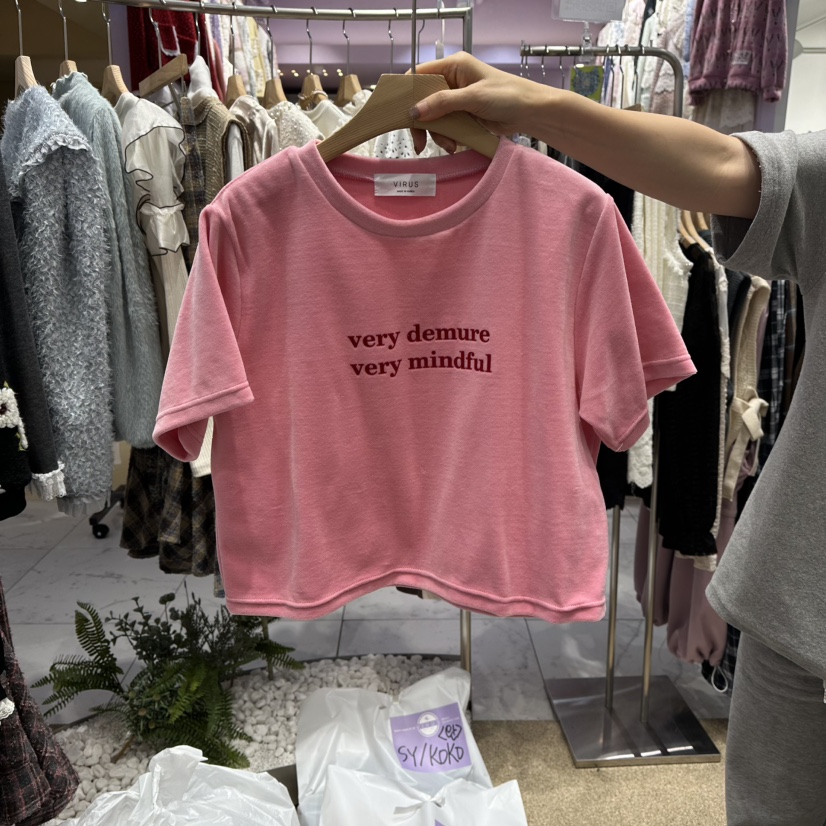 VIRUS
very demure
very mindful
SY/KOKO